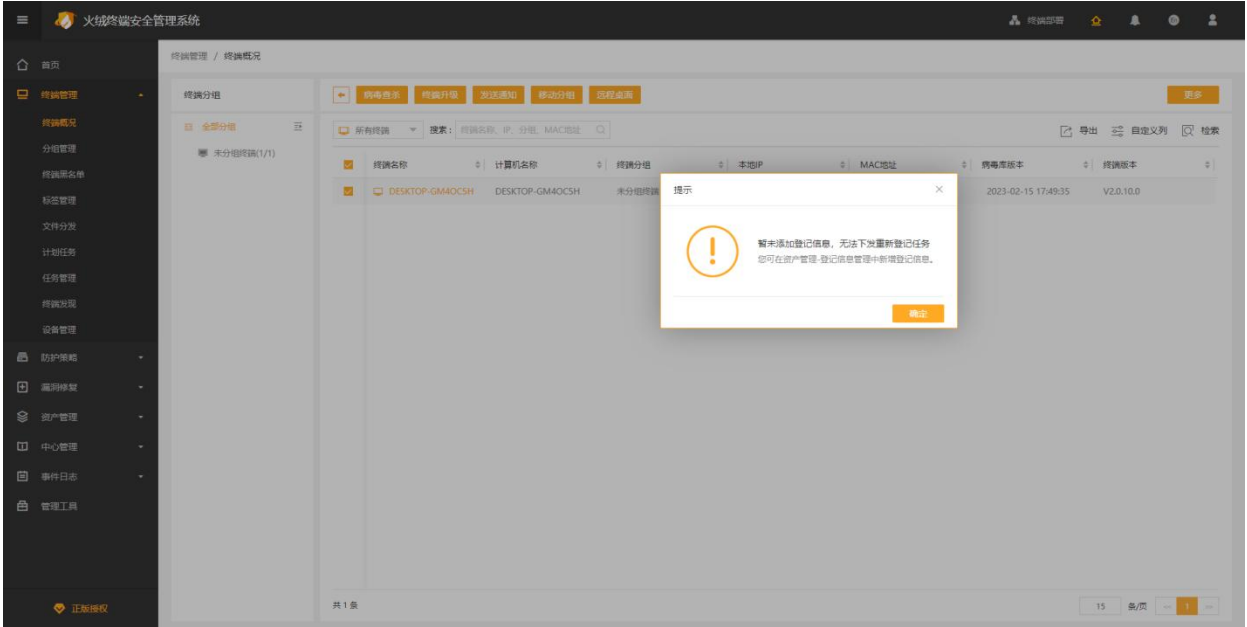 火绒终端安全管理系统
终端部署
首页
终端管理
终端概况
分组管理
终端黑名单
标签管理
文件分发
计划任务
任务管理
终端发现
设备管理
防护策略
漏洞修复
资产管理
中心管理
事件日志
管理工具
正版授权
终端管理 / 终端概况
终端分组
全部分组
未分组终端(1/1)
病毒查杀 终端升级 发送通知 移动分组 远程桌面 更多
所有终端 搜索: 终端名称、IP、分组、MAC地址 导出 自定义列 检索
终端名称 计算机名称 终端分组 本地IP MAC地址 病毒库版本 终端版本
DESKTOP-GM4OCSH DESKTOP-GM4OCSH 未分组终端 2023-02-15 17:49:35 V2.0.10.0
提示
暂未添加登记信息，无法下发重新登记任务
您可在资产管理-登记信息管理中新增登记信息。
确定
共 1 条 15 条/页 1